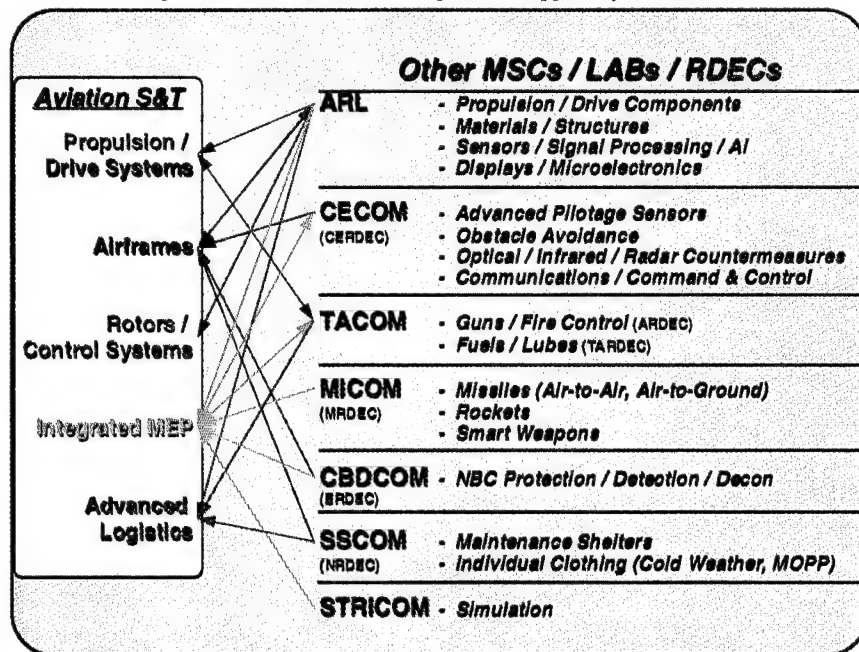 Other MSCs / LABs / RDECs
Aviation S&T
Propulsion /
Drive Systems
Airframes
Rotors /
Control Systems
Integrated MEP
Advanced
Logistics
ARL
- Propulsion / Drive Components
- Materials / Structures
- Sensors / Signal Processing / AI
- Displays / Microelectronics
CECOM - Advanced Pilotage Sensors
(CERDEC) - Obstacle Avoidance
- Optical / Infrared / Radar Countermeasures
- Communications / Command & Control
TACOM - Guns / Fire Control (ARDEC)
- Fuels / Lubes (TARDEC)
MICOM - Missiles (Air-to-Air, Air-to-Ground)
(MRDEC) - Rockets
- Smart Weapons
CBDCOM - NBC Protection / Detection / Decon
(ERDEC)
SSCOM - Maintenance Shelters
(NRDEC) - Individual Clothing (Cold Weather, MOPP)
STRICOM - Simulation